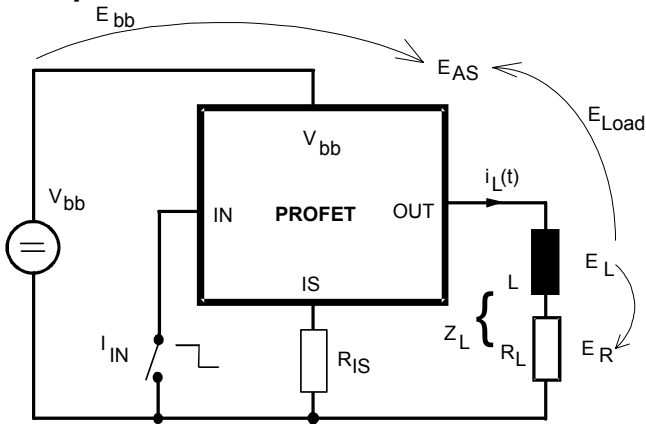 E bb
E AS
E Load
V bb
V bb
i L (t)
IN
PROFET
OUT
IS
L
E L
Z L {
I IN
R IS
R L
E R